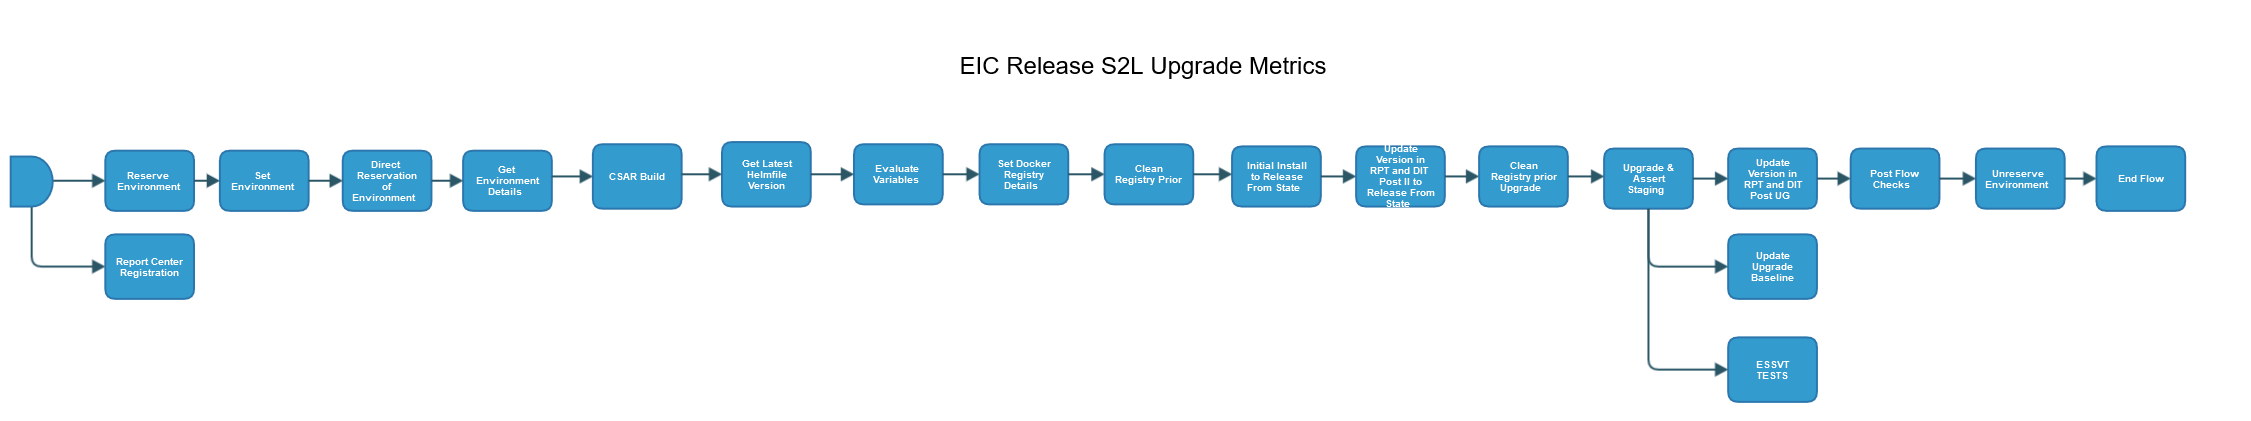 EIC Release S2L Upgrade Metrics
Reserve
Environment
Set
Environment
Direct
Reservation
of
Environment
Get
Environment
Details
CSAR Build
Get Latest
Helmfile
Version
Evaluate
Variables
Set Docker
Registry
Details
Clean
Registry Prior
Initial Install
to Release
From State
Update
Version in
RPT and DIT
Post II to
Release From
State
Clean
Registry prior
Upgrade
Upgrade &
Assert
Staging
Update
Version in
RPT and DIT
Post UG
Post Flow
Checks
Unreserve
Environment
End Flow
Report Center
Registration
Update
Upgrade
Baseline
ESSVT
TESTS